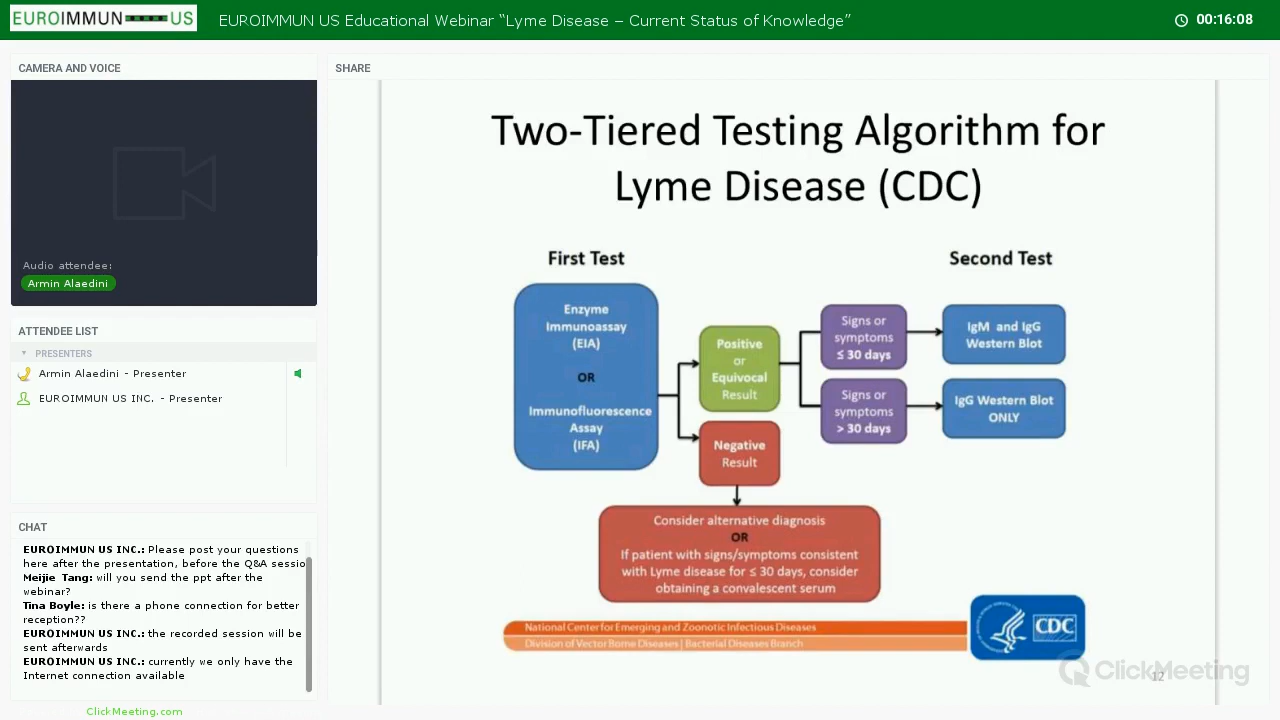 EUROIMMUN US
EUROIMMUN US Educational Webinar “Lyme Disease – Current Status of Knowledge”
00:16:08
CAMERA AND VOICE
Audio attendee:
Armin Alaedini
ATTENDEE LIST
PRESENTERS
Armin Alaedini - Presenter
EUROIMMUN US INC. - Presenter
CHAT
EUROIMMUN US INC.: Please post your questions
here after the presentation, before the Q&A sessio
Meijie Tang: will you send the ppt after the
webinar?
Tina Boyle: is there a phone connection for better
reception??
EUROIMMUN US INC.: the recorded session will be
sent afterwards
EUROIMMUN US INC.: currently we only have the
Internet connection available
ClickMeeting.com
SHARE
Two-Tiered Testing Algorithm for
Lyme Disease (CDC)
First Test
Second Test
Enzyme
Immunoassay
(EIA)
OR
Immunofluorescence
Assay
(IFA)
Positive
or
Equivocal
Result
Negative
Result
Signs or
symptoms
≤ 30 days
Signs or
symptoms
> 30 days
IgM and IgG
Western Blot
IgG Western Blot
ONLY
Consider alternative diagnosis
OR
If patient with signs/symptoms consistent
with Lyme disease for ≤ 30 days, consider
obtaining a convalescent serum
National Center for Emerging and Zoonotic Infectious Diseases
Division of Vector Borne Diseases | Bacterial Diseases Branch
CDC
ClickMeeting
12